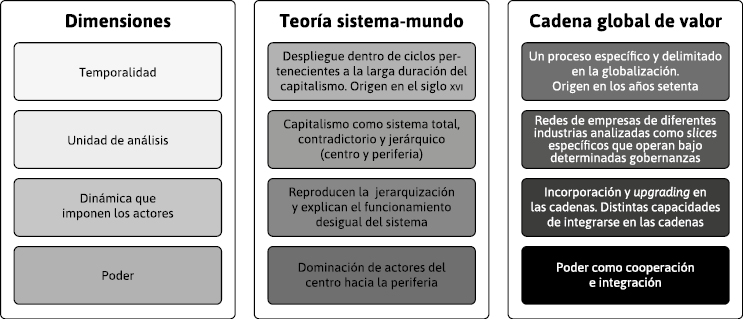 Dimensiones
Temporalidad
Unidad de análisis
Dinámica que
imponen los actores
Poder
Teoría sistema-mundo
Despliegue dentro de ciclos per-
tenecientes a la larga duración del
capitalismo. Origen en el siglo XVI
Capitalismo como sistema total,
contradictorio y jerárquico
(centro y periferia)
Reproducen la jerarquización
y explican el funcionamiento
desigual del sistema
Dominación de actores del
centro hacia la periferia
Cadena global de valor
Un proceso específico y delimitado
en la globalización.
Origen en los años setenta
Redes de empresas de diferentes
industrias analizadas como slices
específicos que operan bajo
determinadas gobernanzas
Incorporación y upgrading en
las cadenas. Distintas capacidades
de integrarse en las cadenas
Poder como cooperación
e integración